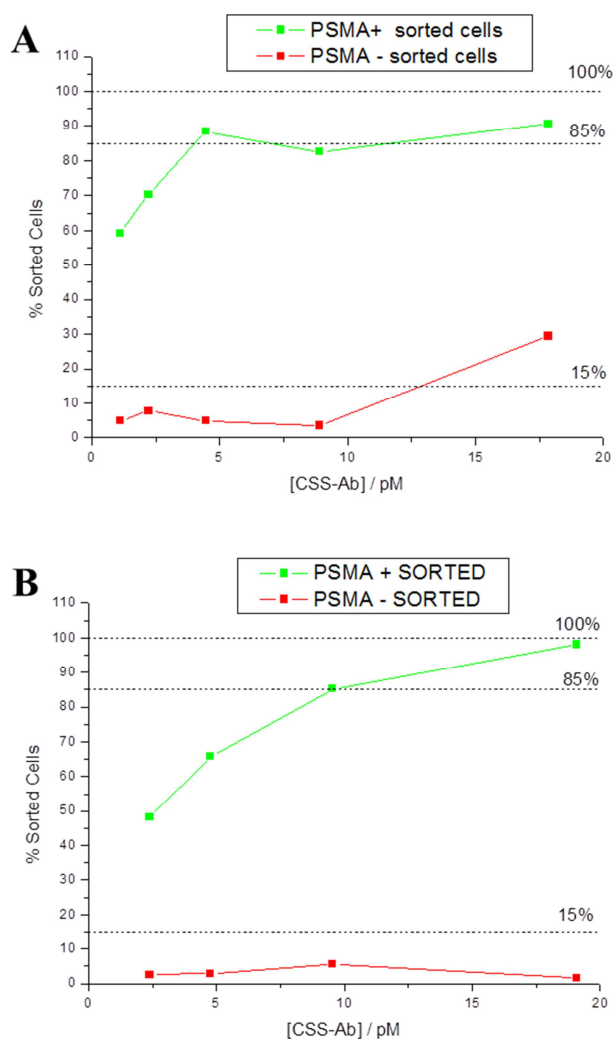 A
PSMA+ sorted cells
PSMA - sorted cells
110
100
90
80
70
60
50
40
30
20
10
0
100%
85%
15%
% Sorted Cells
0 5 10 15 20
[CSS-Ab] / pM
B
PSMA + SORTED
PSMA - SORTED
110
100
90
80
70
60
50
40
30
20
10
0
100%
85%
15%
% Sorted Cells
0 5 10 15 20
[CSS-Ab] / pM